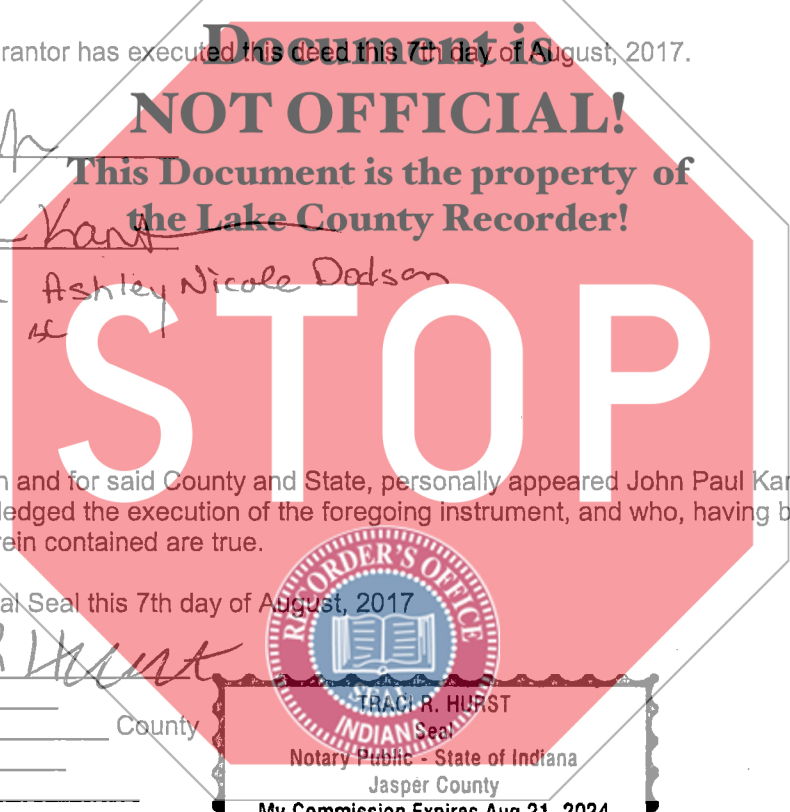 Document is
rantor has executed this deed this 7th day of August, 2017.
NOT OFFICIAL!
This Document is the property of
the Lake County Recorder!
Kant
Ashley Nicole Dodson
STOP
n and for said County and State, personally appeared John Paul Kan
ledged the execution of the foregoing instrument, and who, having b
rein contained are true.
al Seal this 7th day of August, 2017
RECORDER'S OFFICE
SEAL
INDIANA
R Hurst
TRACI R. HURST
Seal
County
Notary Public - State of Indiana
Jasper County
My Commission Expires Aug 21, 2024